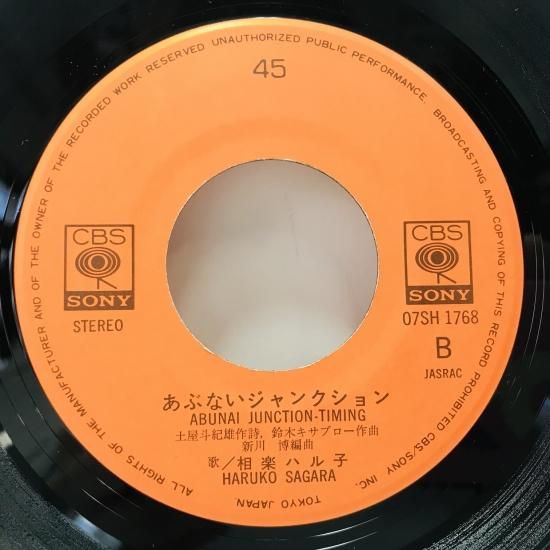 ALL RIGHTS OF THE MANUFACTURER AND OF THE OWNER OF THE RECORDED WORK RESERVED UNAUTHORIZED PUBLIC PERFORMANCE. BROADCASTING AND COPYING OF THIS RECORD PROHIBITED CBS/SONY INC.
TOKYO JAPAN
45
CBS
SONY
STEREO
CBS
SONY
07SH 1768
B
JASRAC
あぶないジャンクション
ABUNAI JUNCTION-TIMING
土屋斗紀雄作詩, 鈴木キサブロー作曲
新川 博編曲
歌/相楽ハル子
HARUKO SAGARA